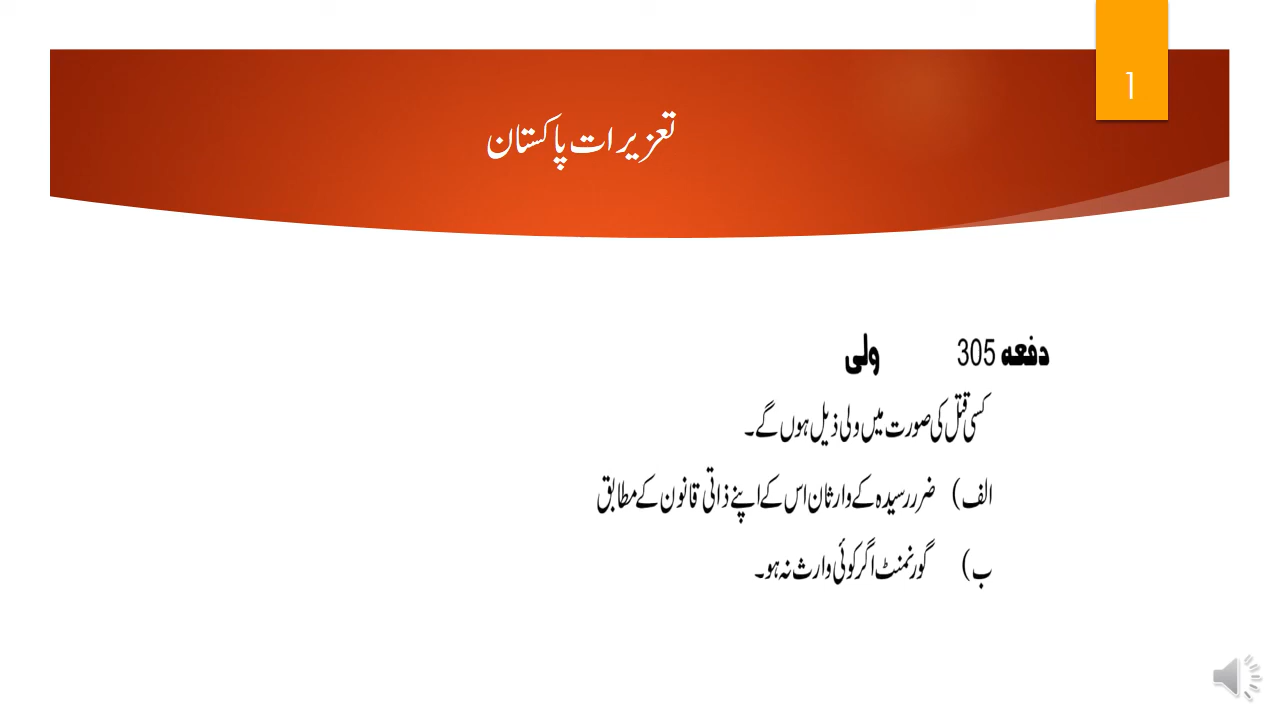 1
تعزیرات پاکستان
دفعہ 305 ولی
کسی قتل کی صورت میں ولی ذیل ہوں گے۔
الف) ضرر رسیدہ کے وارثان اس کے اپنے ذاتی قانون کے مطابق
ب) گورنمنٹ اگر کوئی وارث نہ ہو۔